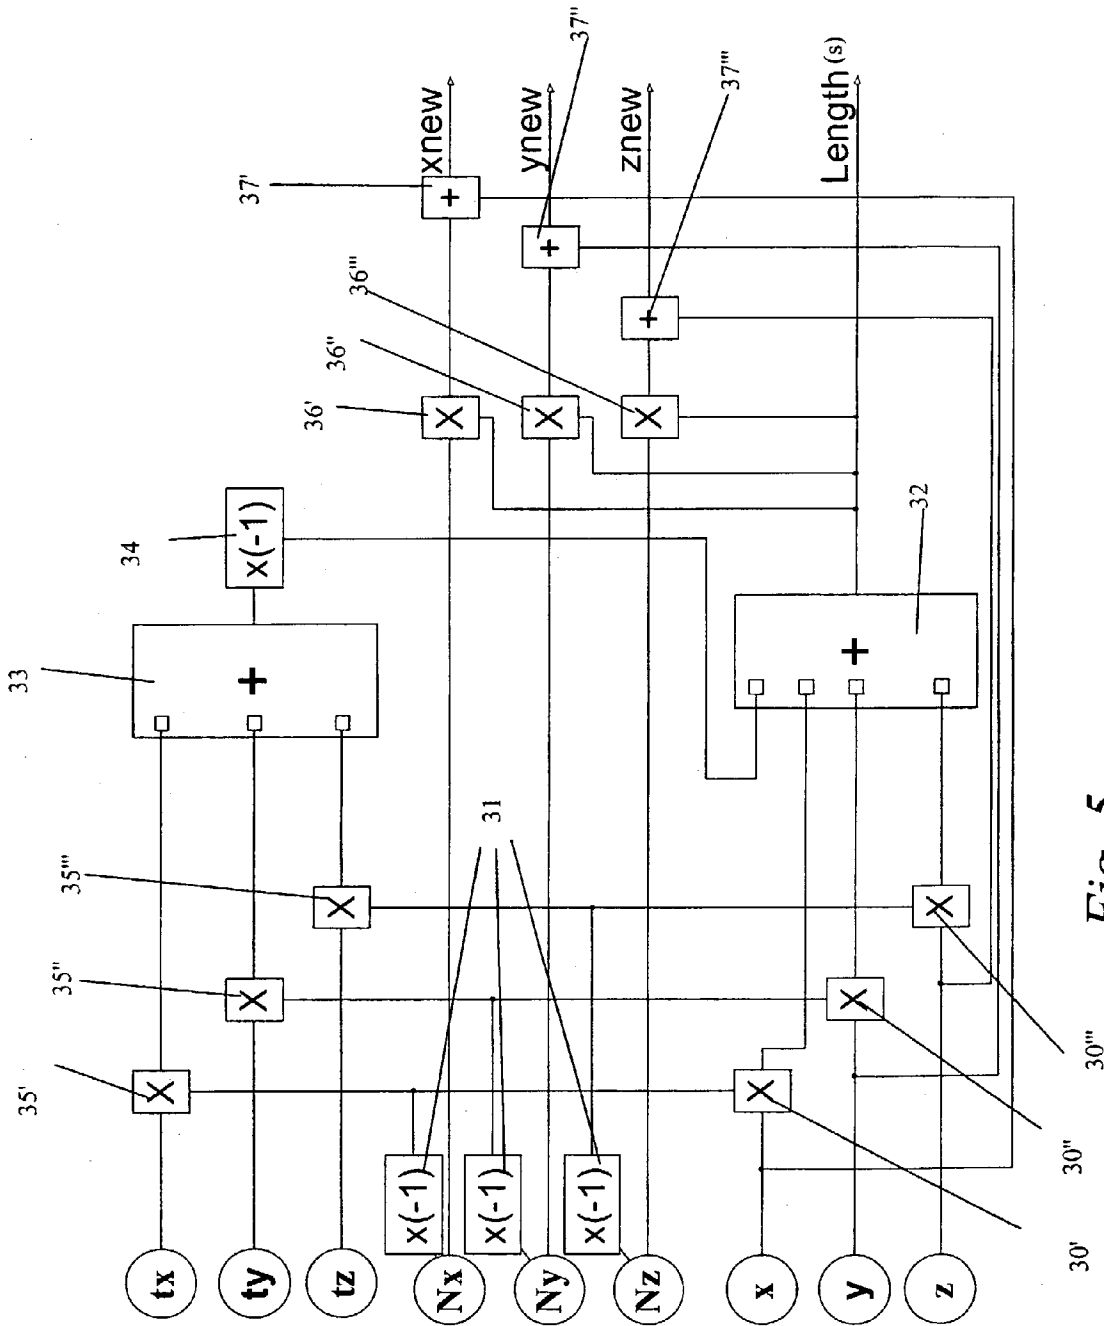 37'
37''
37'''
xnew
ynew
znew
Length(s)
+
+
+
36'
36''
36'''
X
X
X
34
x(-1)
32
33
+
+
31
35'''
35''
35'
X
X
X
X
X
X
x(-1)
x(-1)
x(-1)
30'
30''
30'''
tx
ty
tz
Nx
Ny
Nz
x
y
z
Fig. 5